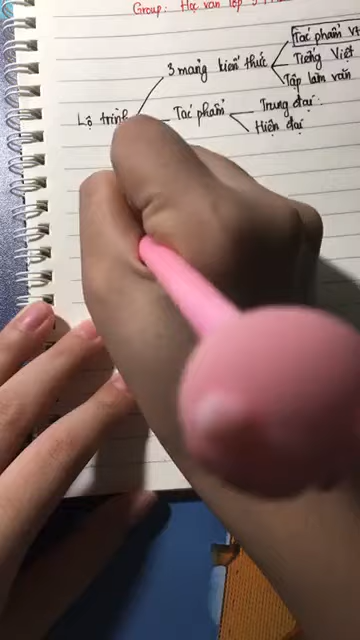 Group: Học văn lớp 9
3 mảng kiến thức
Tác phẩm
Tiếng Việt
Tập làm văn
Lộ trình
Tác phẩm
Trung đại
Hiện đại